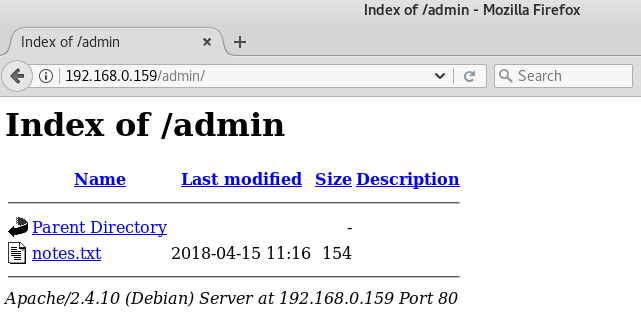 Index of /admin - Mozilla Firefox
Index of /admin × +
192.168.0.159/admin/ Search
Index of /admin
Name Last modified Size Description
Parent Directory -
notes.txt 2018-04-15 11:16 154
Apache/2.4.10 (Debian) Server at 192.168.0.159 Port 80